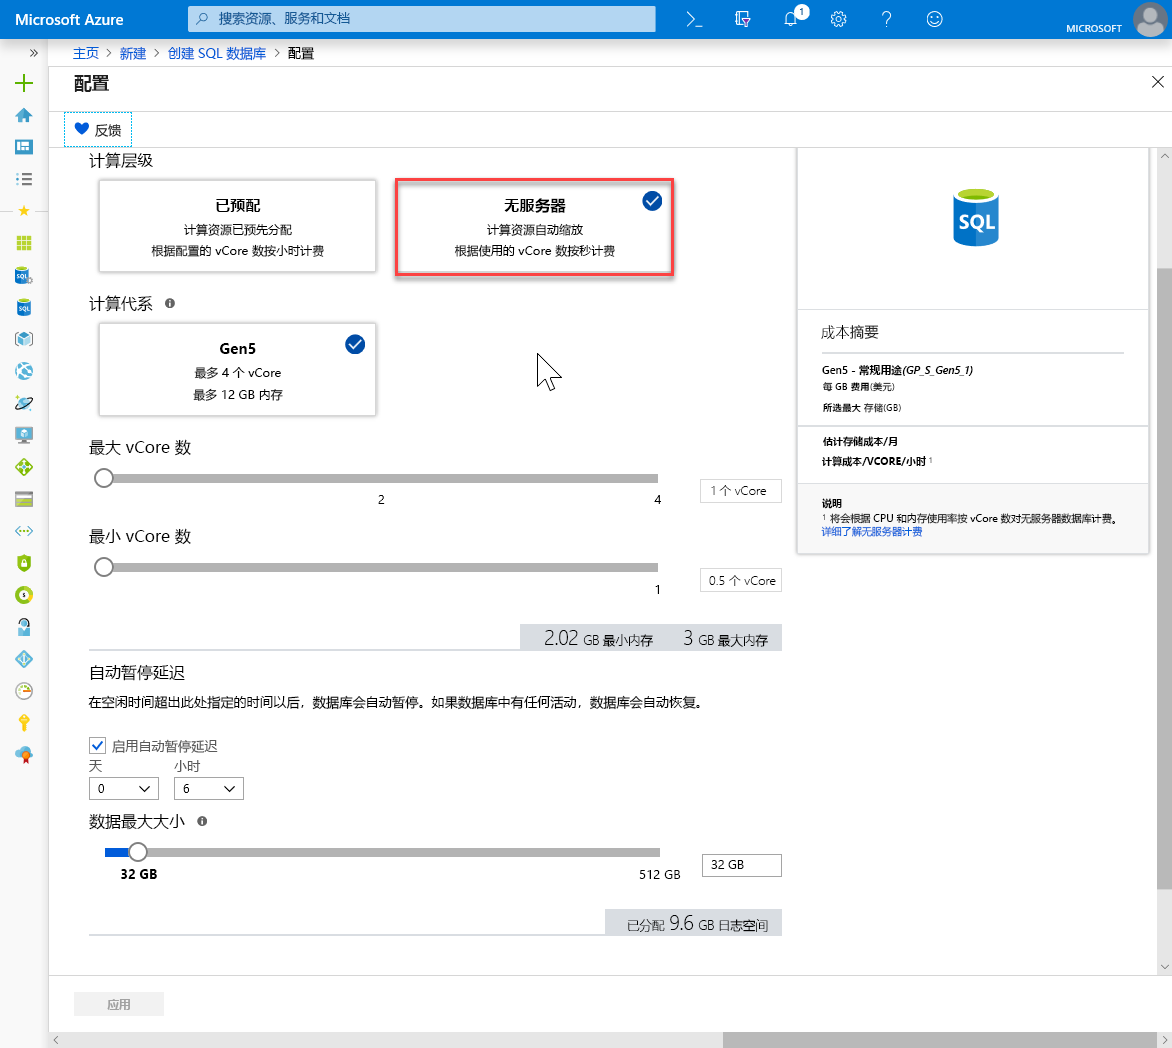 Microsoft Azure
搜索资源、服务和文档
1
MICROSOFT
主页 > 新建 > 创建 SQL 数据库 > 配置
配置
反馈
计算层级
已预配
计算资源已预先分配
根据配置的 vCore 数按小时计费
无服务器
计算资源自动缩放
根据使用的 vCore 数按秒计费
计算代系
Gen5
最多 4 个 vCore
最多 12 GB 内存
最大 vCore 数
2
4
1 个 vCore
最小 vCore 数
1
0.5 个 vCore
2.02 GB 最小内存 3 GB 最大内存
自动暂停延迟
在空闲时间超出此处指定的时间以后，数据库会自动暂停。如果数据库中有任何活动，数据库会自动恢复。
启用自动暂停延迟
天 小时
0 6
数据最大大小
32 GB
512 GB
32 GB
已分配 9.6 GB 日志空间
应用
SQL
成本摘要
Gen5 - 常规用途(GP_S_Gen5_1)
每 GB 费用(美元)
所选最大 存储(GB)
估计存储成本/月
计算成本/VCORE/小时 ¹
说明
¹ 将会根据 CPU 和内存使用率按 vCore 数对无服务器数据库计费。
详细了解无服务器计费